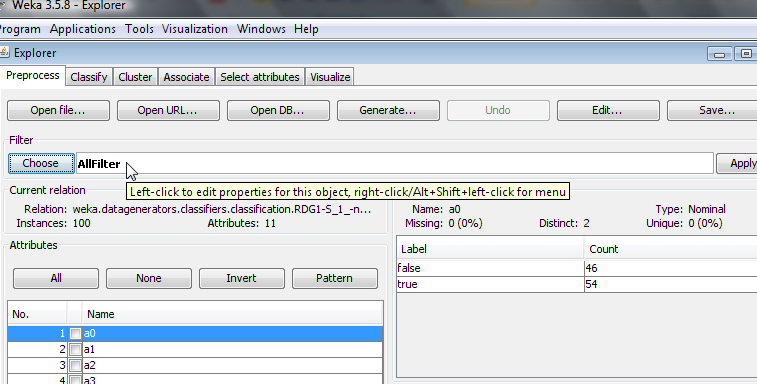 Weka 3.5.8 - Explorer
Program Applications Tools Visualization Windows Help
Explorer
Preprocess Classify Cluster Associate Select attributes Visualize
Open file... Open URL... Open DB... Generate... Undo Edit... Save...
Filter
Choose AllFilter Apply
Left-click to edit properties for this object, right-click/Alt+Shift+left-click for menu
Current relation
Relation: weka.datagenerators.classifiers.classification.RDG1-S_1_-n...
Instances: 100 Attributes: 11
Name: a0 Type: Nominal
Missing: 0 (0%) Distinct: 2 Unique: 0 (0%)
Attributes
All None Invert Pattern
Label Count
false 46
true 54
No. Name
1 a0
2 a1
3 a2
4 a3